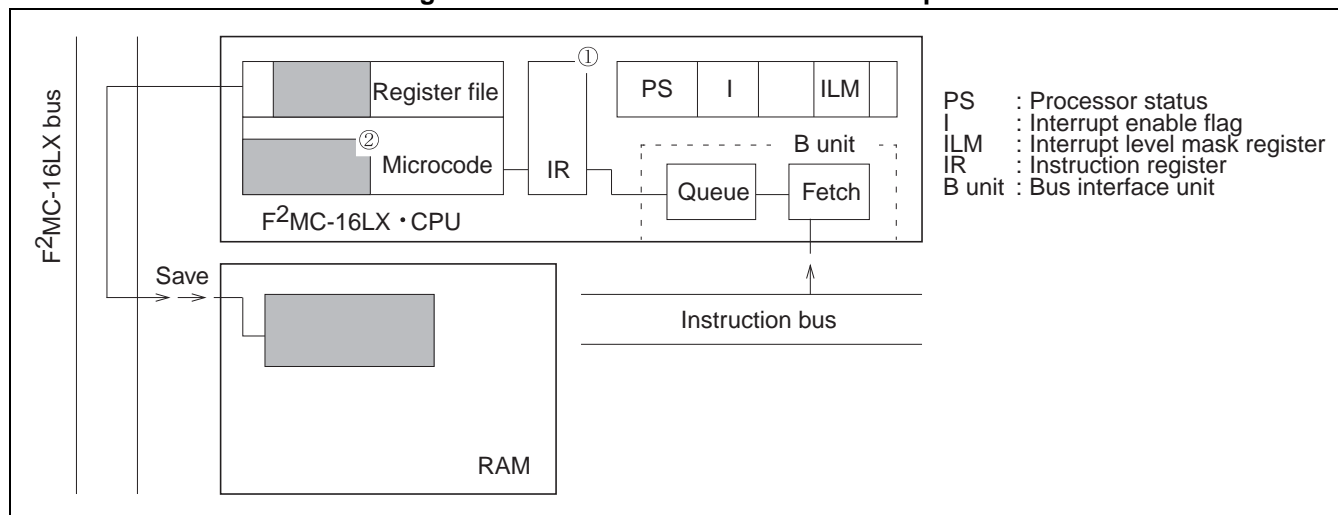 F2MC-16LX bus
①
Register file
PS I ILM
②
Microcode
IR
B unit
Queue Fetch
F2MC-16LX・CPU
Save
Instruction bus
RAM
PS : Processor status
I : Interrupt enable flag
ILM : Interrupt level mask register
IR : Instruction register
B unit : Bus interface unit